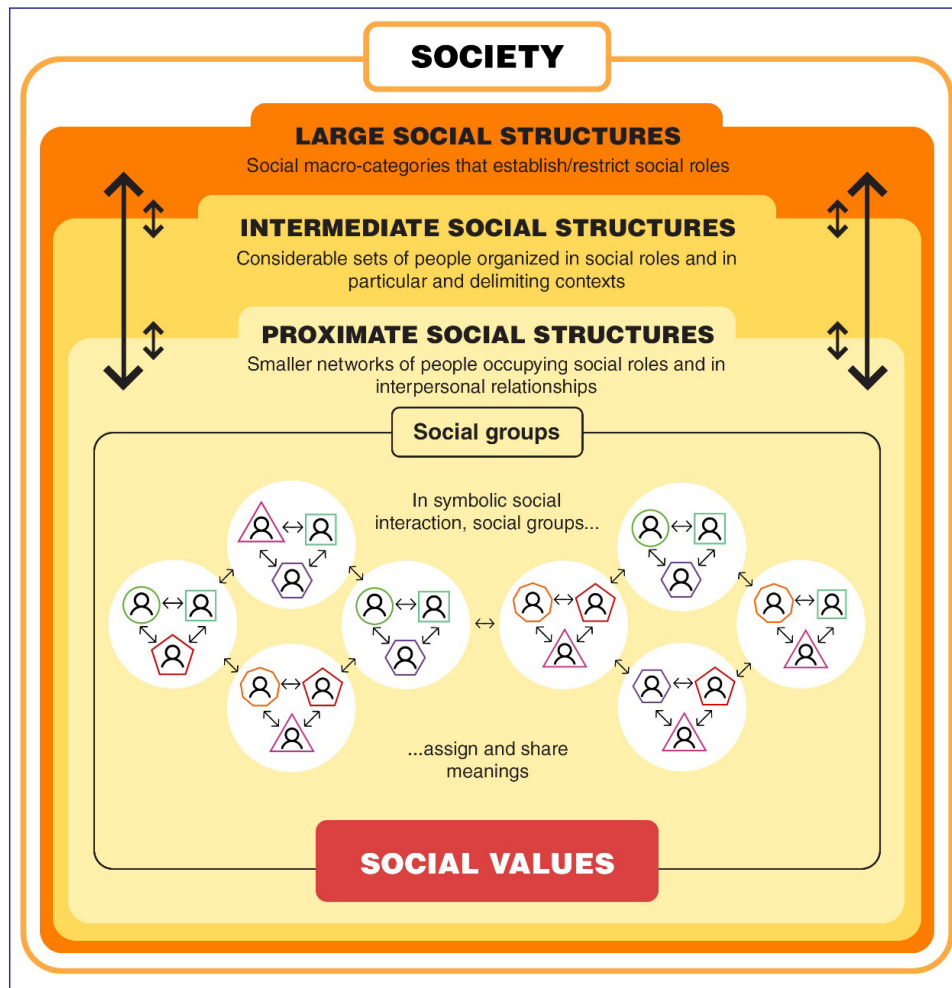 SOCIETY
LARGE SOCIAL STRUCTURES
Social macro-categories that establish/restrict social roles
INTERMEDIATE SOCIAL STRUCTURES
Considerable sets of people organized in social roles and in
particular and delimiting contexts
PROXIMATE SOCIAL STRUCTURES
Smaller networks of people occupying social roles and in
interpersonal relationships
Social groups
In symbolic social
interaction, social groups...
...assign and share
meanings
SOCIAL VALUES